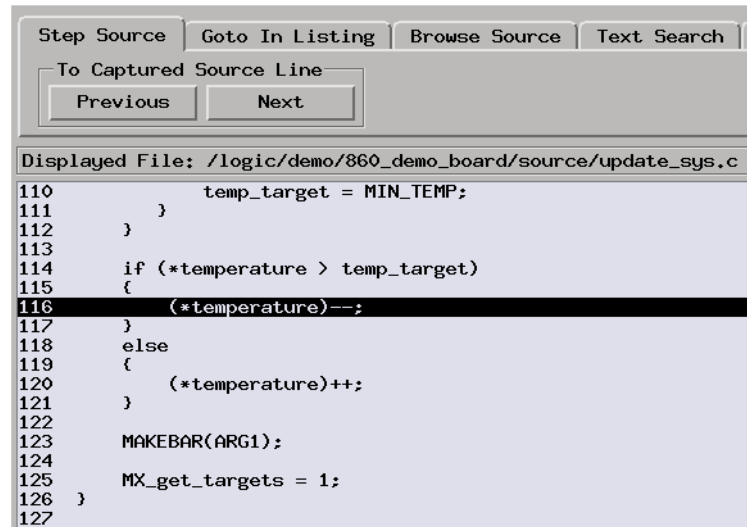 Step Source Goto In Listing Browse Source Text Search
To Captured Source Line
Previous Next
Displayed File: /logic/demo/860_demo_board/source/update_sys.c
110 temp_target = MIN_TEMP;
111 }
112 }
113
114 if (*temperature > temp_target)
115 {
116 (*temperature)--;
117 }
118 else
119 {
120 (*temperature)++;
121 }
122
123 MAKEBAR(ARG1);
124
125 MX_get_targets = 1;
126 }
127